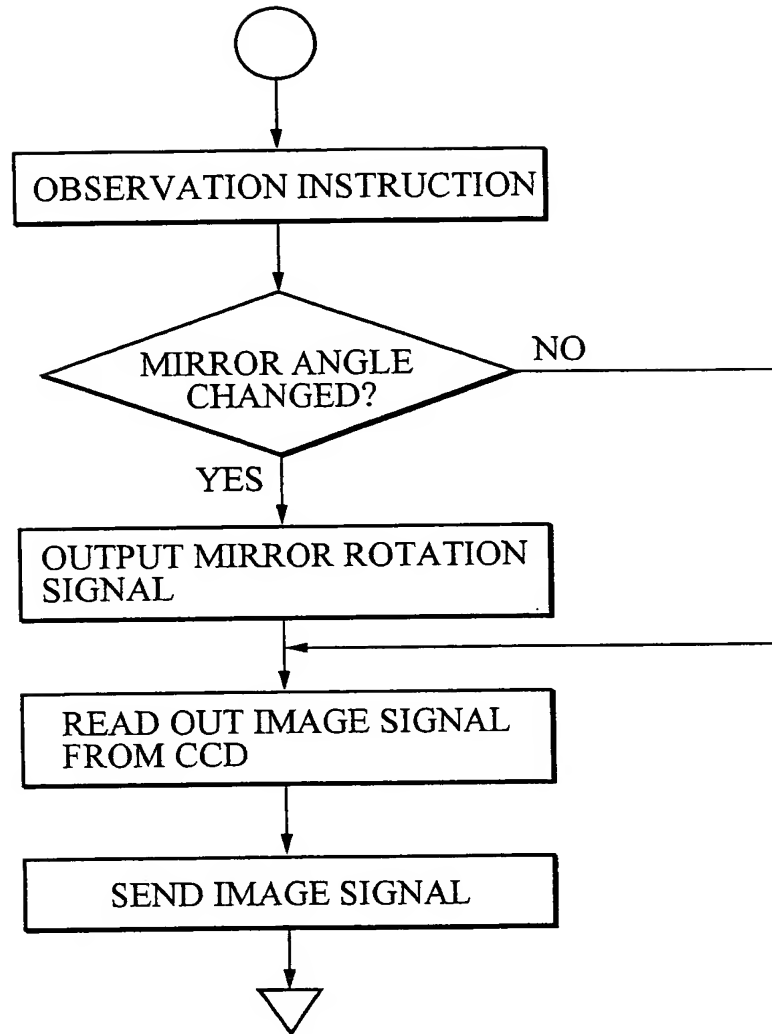 OBSERVATION INSTRUCTION
MIRROR ANGLE
CHANGED?
NO
YES
OUTPUT MIRROR ROTATION
SIGNAL
READ OUT IMAGE SIGNAL
FROM CCD
SEND IMAGE SIGNAL